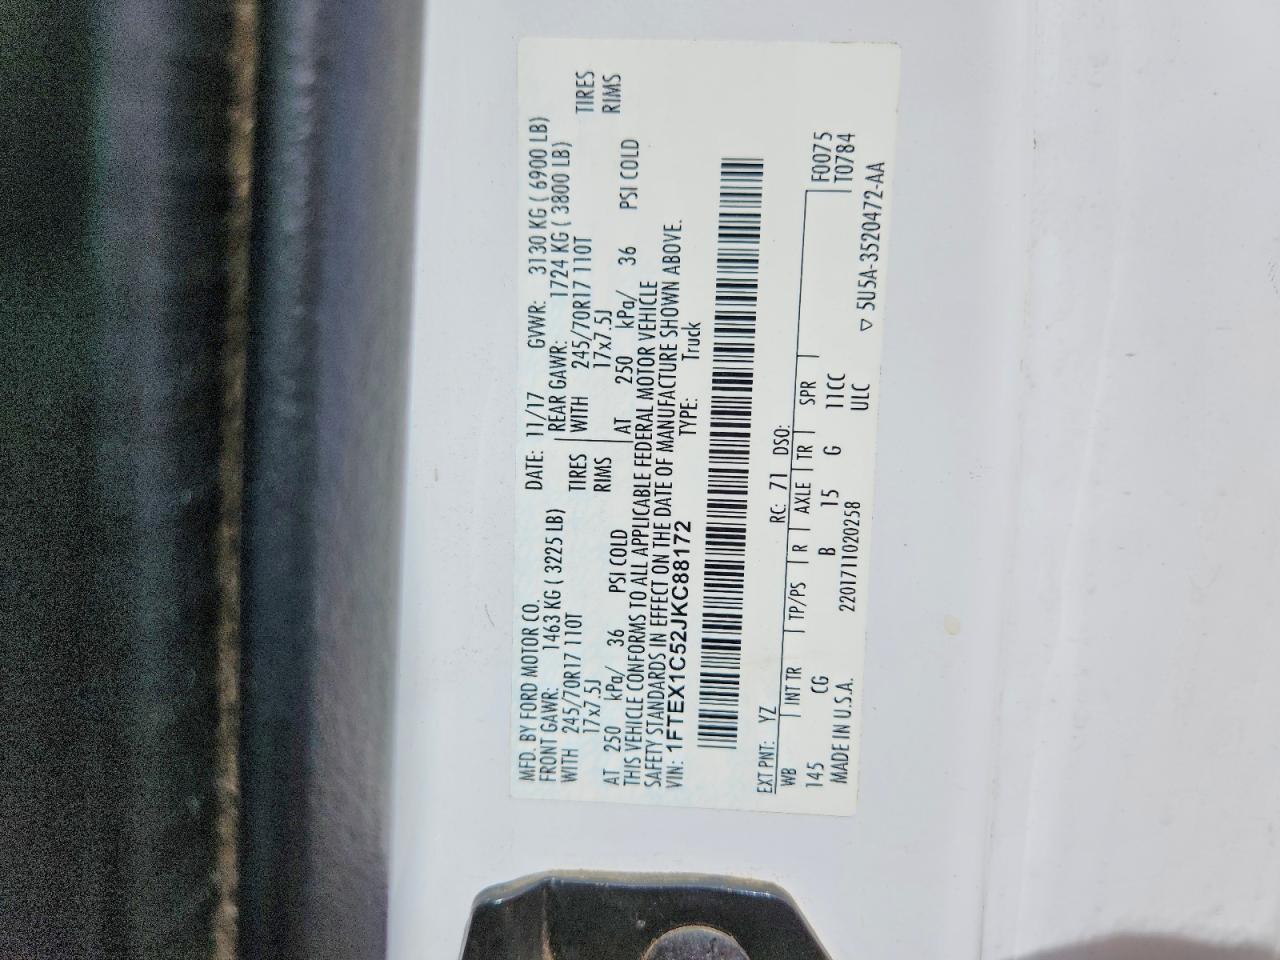 MFD. BY FORD MOTOR CO. DATE: 11/17 GVWR: 3130 KG ( 6900 LB)
FRONT GAWR: 1463 KG ( 3225 LB) REAR GAWR: 1724 KG ( 3800 LB)
WITH 245/70R17 110T TIRES WITH 245/70R17 110T TIRES
17x7.5J RIMS 17x7.5J RIMS
AT 250 kPa/ 36 PSI COLD AT 250 kPa/ 36 PSI COLD
THIS VEHICLE CONFORMS TO ALL APPLICABLE FEDERAL MOTOR VEHICLE
SAFETY STANDARDS IN EFFECT ON THE DATE OF MANUFACTURE SHOWN ABOVE.
VIN: 1FTEX1C52JKC88172 TYPE: Truck
EXT PNT: YZ RC: 71 DSO:
WB INT TR TP/PS R AXLE TR SPR F0075
145 CG B 15 G 11CC T0784
MADE IN U.S.A. 220171102025​8 ULC ▽ 5U5A-3520472-AA